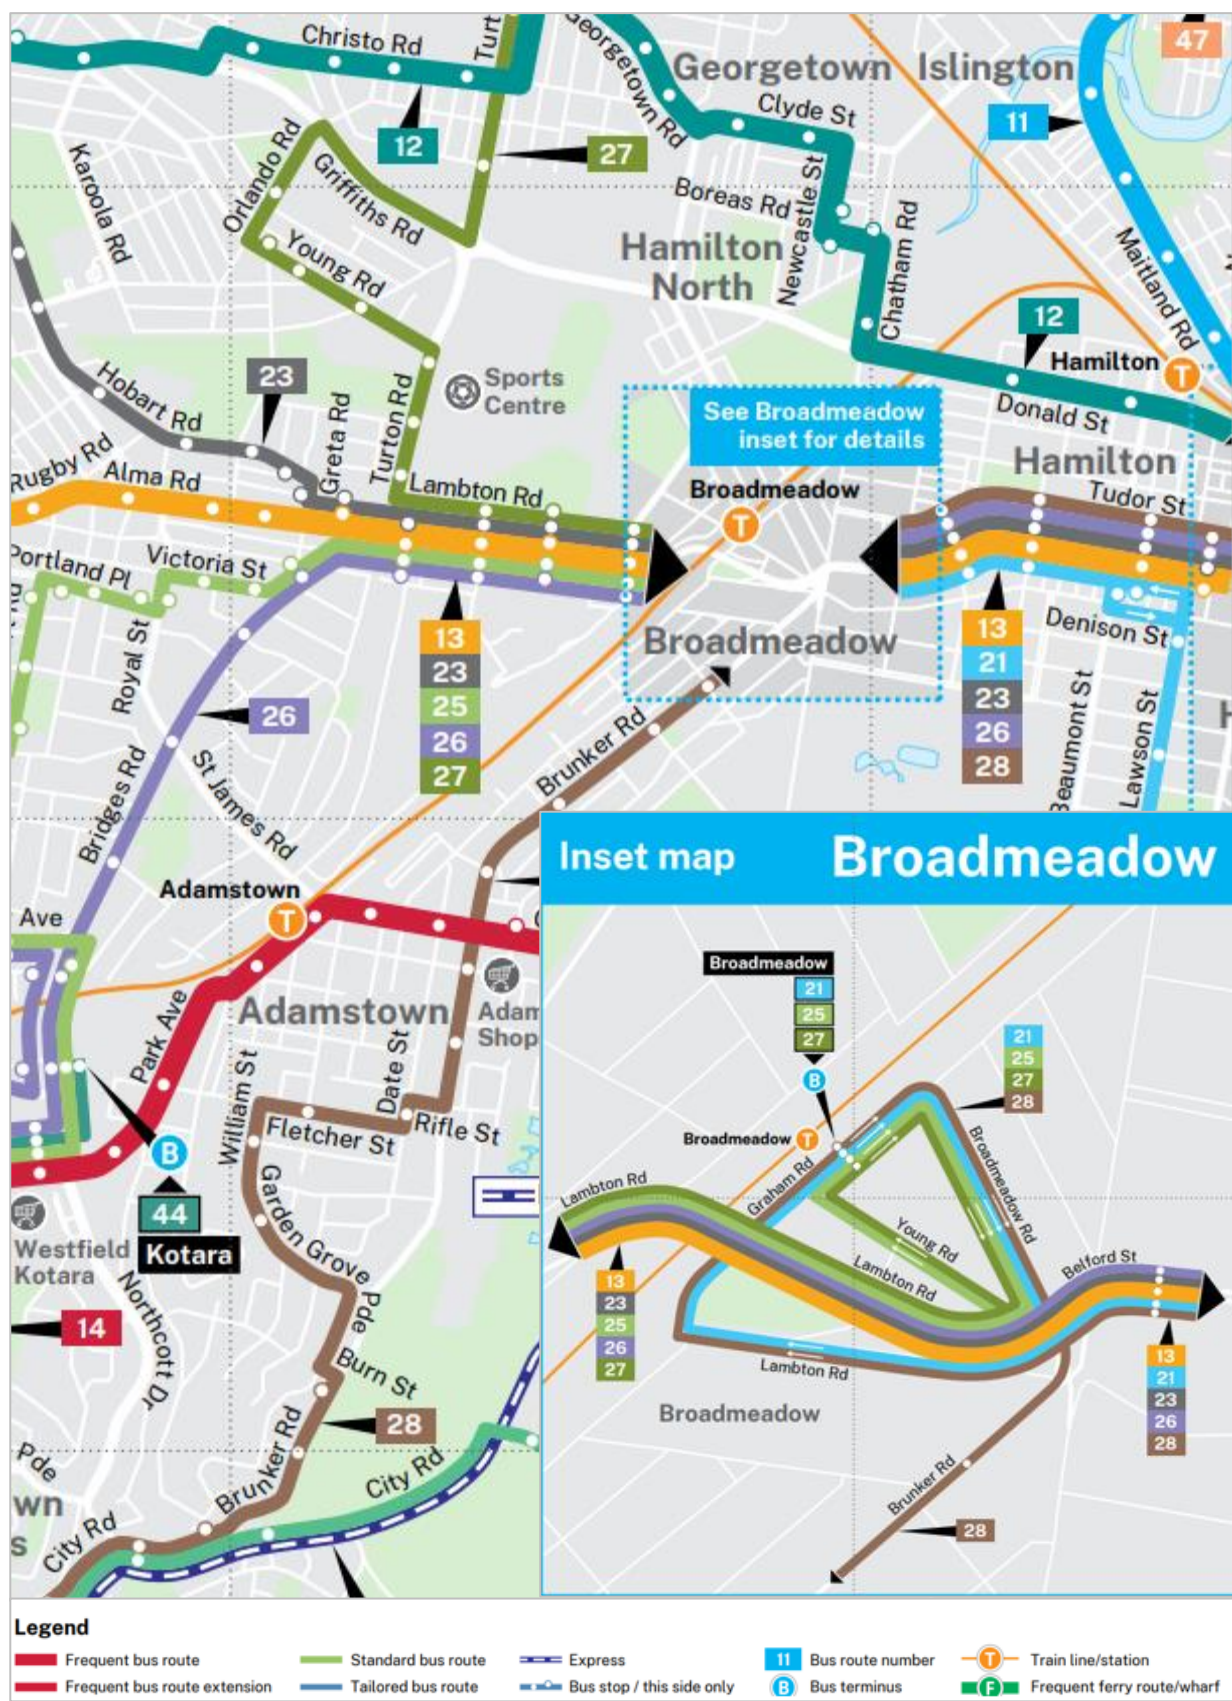 Christo Rd
Turt
Georgetown Rd
Georgetown
Islington
47
Clyde St
11
12
27
Karoola Rd
Orlando Rd
Griffiths Rd
Boreas Rd
Newcastle St
Chatham Rd
Hamilton
North
Maitland Rd
Young Rd
12
Hamilton
T
23
Hobart Rd
Sports
Centre
See Broadmeadow
inset for details
Donald St
Greta Rd
Turton Rd
Hamilton
Rugby Rd
Alma Rd
Lambton Rd
Broadmeadow
T
Tudor St
Portland Pl
Victoria St
Rd
Royal St
13
23
25
26
27
Broadmeadow
13
21
23
26
28
Denison St
26
Beaumont St
Lawson St
H
Brunker Rd
Bridges Rd
St James Rd
Adamstown
T
Ave
Inset map
Broadmeadow
Adamstown
Adam
Shop
Park Ave
William St
Date St
Fletcher St
Rifle St
B
44
Kotara
Westfield
Kotara
Garden Grove Pde
14
Northcott Dr
Burn St
28
Brunker Rd
City Rd
Pde
wn
s
City Rd
Broadmeadow
21
25
27
B
21
25
27
28
Broadmeadow
T
Broadmeadow Rd
Graham Rd
Lambton Rd
Young Rd
Lambton Rd
Belford St
13
23
25
26
27
Lambton Rd
13
21
23
26
28
Broadmeadow
Brunker Rd
28
Legend
Frequent bus route
Standard bus route
Express
11
Bus route number
T
Train line/station
Frequent bus route extension
Tailored bus route
Bus stop / this side only
B
Bus terminus
F
Frequent ferry route/wharf